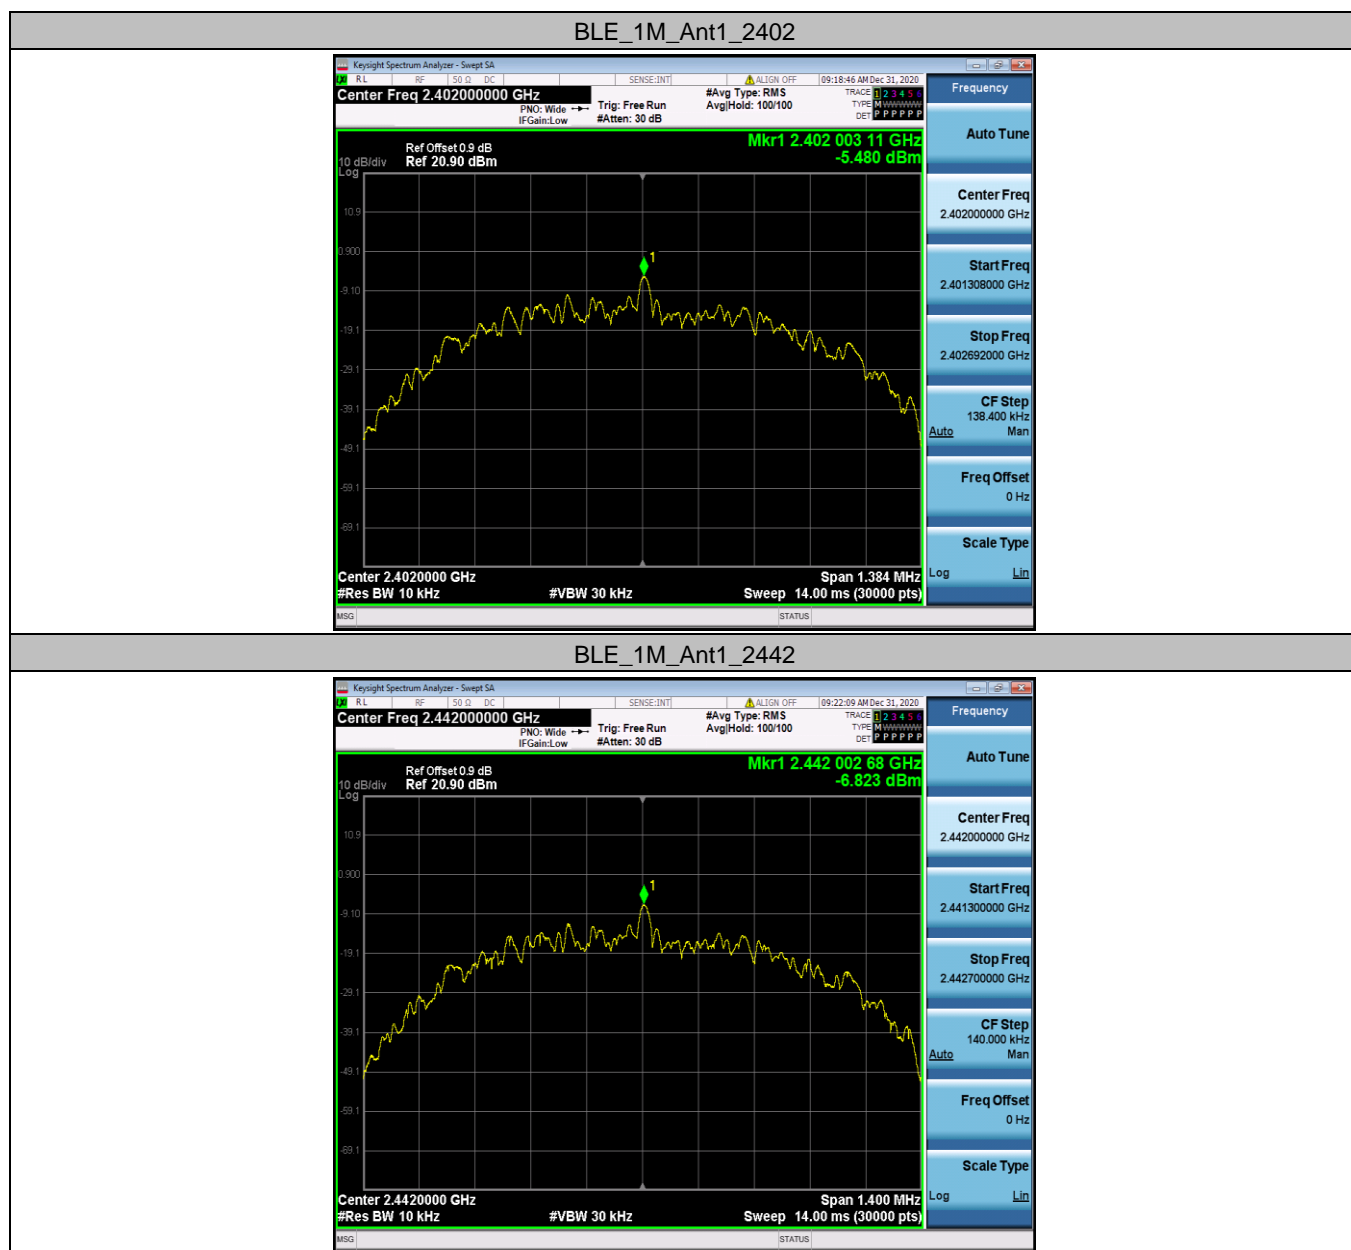 BLE_1M_Ant1_2402
Keysight Spectrum Analyzer - Swept SA
RL RF 50 Ω DC SENSE:INT ALIGN OFF 09:18:46 AM Dec 31, 2020
Center Freq 2.402000000 GHz
PNO: Wide
IFGain:Low
Trig: Free Run
#Atten: 30 dB
#Avg Type: RMS
Avg|Hold: 100/100
TRACE 1 2 3 4 5 6
TYPE M WWWWW
DET P P P P P P
Mkr1 2.402 003 11 GHz
-5.480 dBm
Ref Offset 0.9 dB
10 dB/div Ref 20.90 dBm
Log
10.9
0.900
-9.10
-19.1
-29.1
-39.1
-49.1
-59.1
-69.1
1
Center 2.4020000 GHz Span 1.384 MHz
#Res BW 10 kHz #VBW 30 kHz Sweep 14.00 ms (30000 pts)
MSG STATUS
Frequency
Auto Tune
Center Freq
2.402000000 GHz
Start Freq
2.401308000 GHz
Stop Freq
2.402692000 GHz
CF Step
138.400 kHz
Auto Man
Freq Offset
0 Hz
Scale Type
Log Lin
BLE_1M_Ant1_2442
Keysight Spectrum Analyzer - Swept SA
RL RF 50 Ω DC SENSE:INT ALIGN OFF 09:22:09 AM Dec 31, 2020
Center Freq 2.442000000 GHz
PNO: Wide
IFGain:Low
Trig: Free Run
#Atten: 30 dB
#Avg Type: RMS
Avg|Hold: 100/100
TRACE 1 2 3 4 5 6
TYPE M WWWWW
DET P P P P P P
Mkr1 2.442 002 68 GHz
-6.823 dBm
Ref Offset 0.9 dB
10 dB/div Ref 20.90 dBm
Log
10.9
0.900
-9.10
-19.1
-29.1
-39.1
-49.1
-59.1
-69.1
1
Center 2.4420000 GHz Span 1.400 MHz
#Res BW 10 kHz #VBW 30 kHz Sweep 14.00 ms (30000 pts)
MSG STATUS
Frequency
Auto Tune
Center Freq
2.442000000 GHz
Start Freq
2.441300000 GHz
Stop Freq
2.442700000 GHz
CF Step
140.000 kHz
Auto Man
Freq Offset
0 Hz
Scale Type
Log Lin